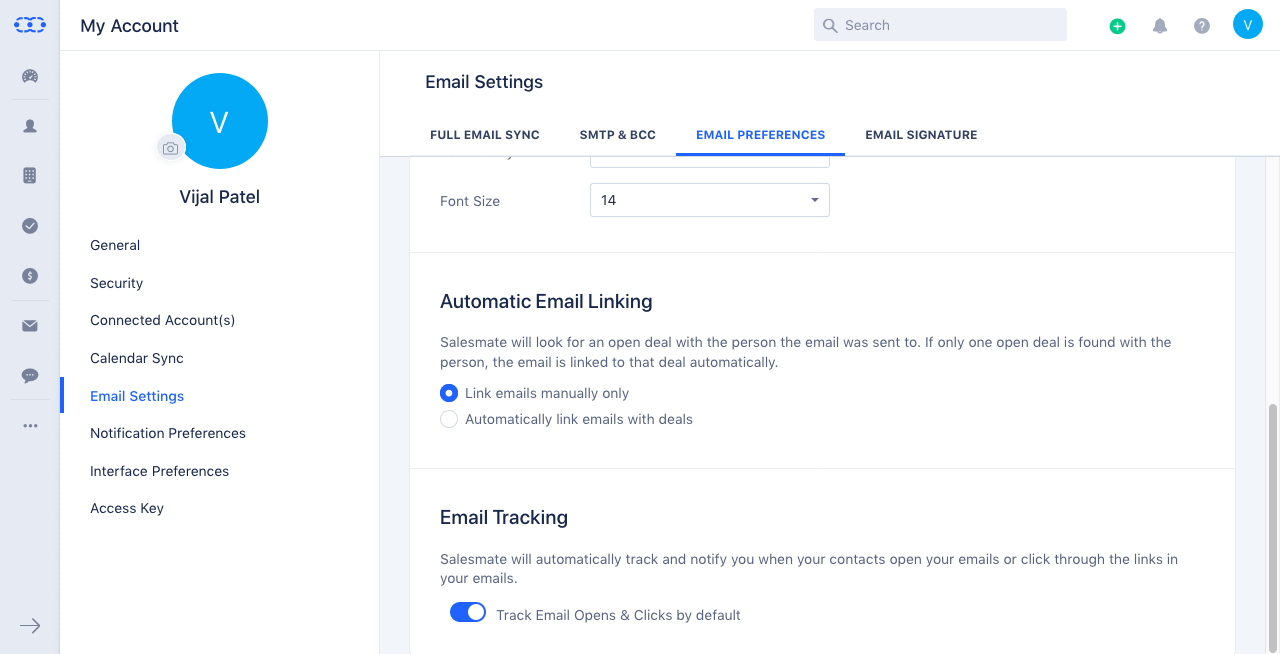 My Account
Search
V
V
Vijal Patel
General
Security
Connected Account(s)
Calendar Sync
Email Settings
Notification Preferences
Interface Preferences
Access Key
Email Settings
FULL EMAIL SYNC
SMTP & BCC
EMAIL PREFERENCES
EMAIL SIGNATURE
Font Size
14
Automatic Email Linking
Salesmate will look for an open deal with the person the email was sent to. If only one open deal is found with the
person, the email is linked to that deal automatically.
Link emails manually only
Automatically link emails with deals
Email Tracking
Salesmate will automatically track and notify you when your contacts open your emails or click through the links in
your emails.
Track Email Opens & Clicks by default